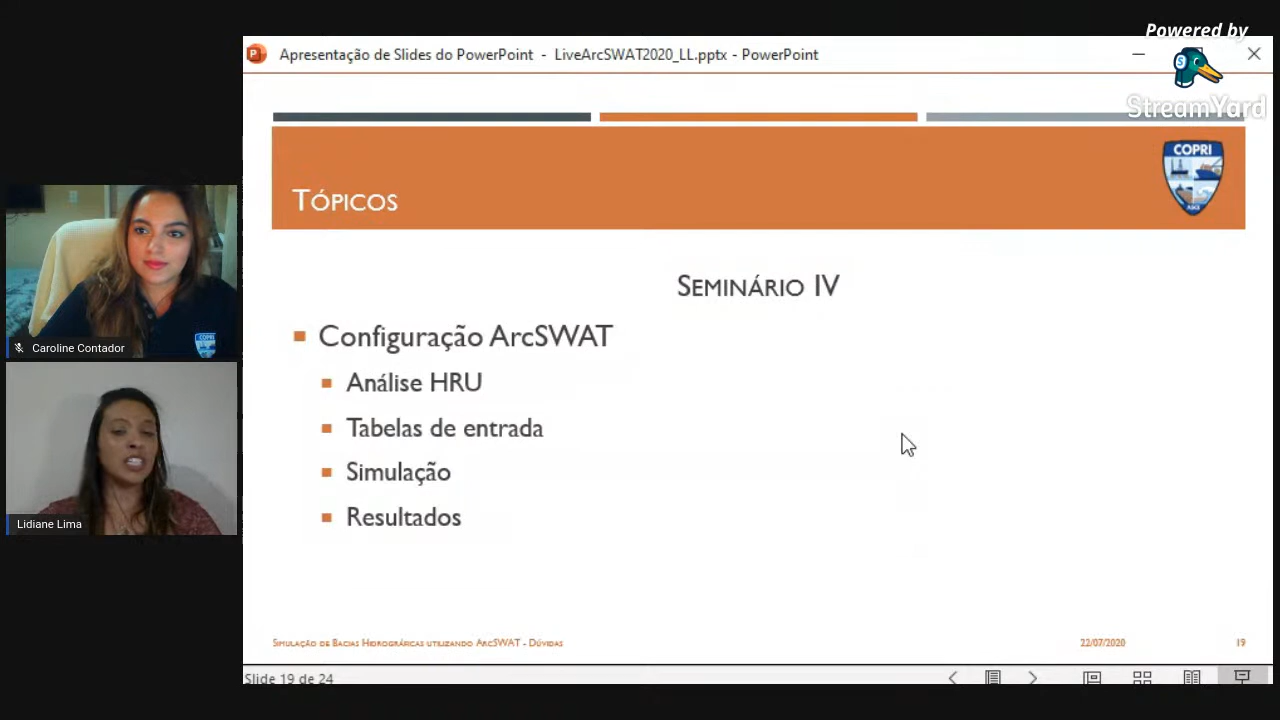 Powered by
StreamYard
Apresentação de Slides do PowerPoint - LiveArcSWAT2020_LL.pptx - PowerPoint
COPRI
TÓPICOS
SEMINÁRIO IV
Configuração ArcSWAT
Análise HRU
Tabelas de entrada
Simulação
Resultados
Caroline Contador
COPRI
Lidiane Lima
SIMULAÇÃO DE BACIAS HIDROGRÁFICAS UTILIZANDO ARCSWAT - DÚVIDAS
22/07/2020
19
Slide 19 de 24